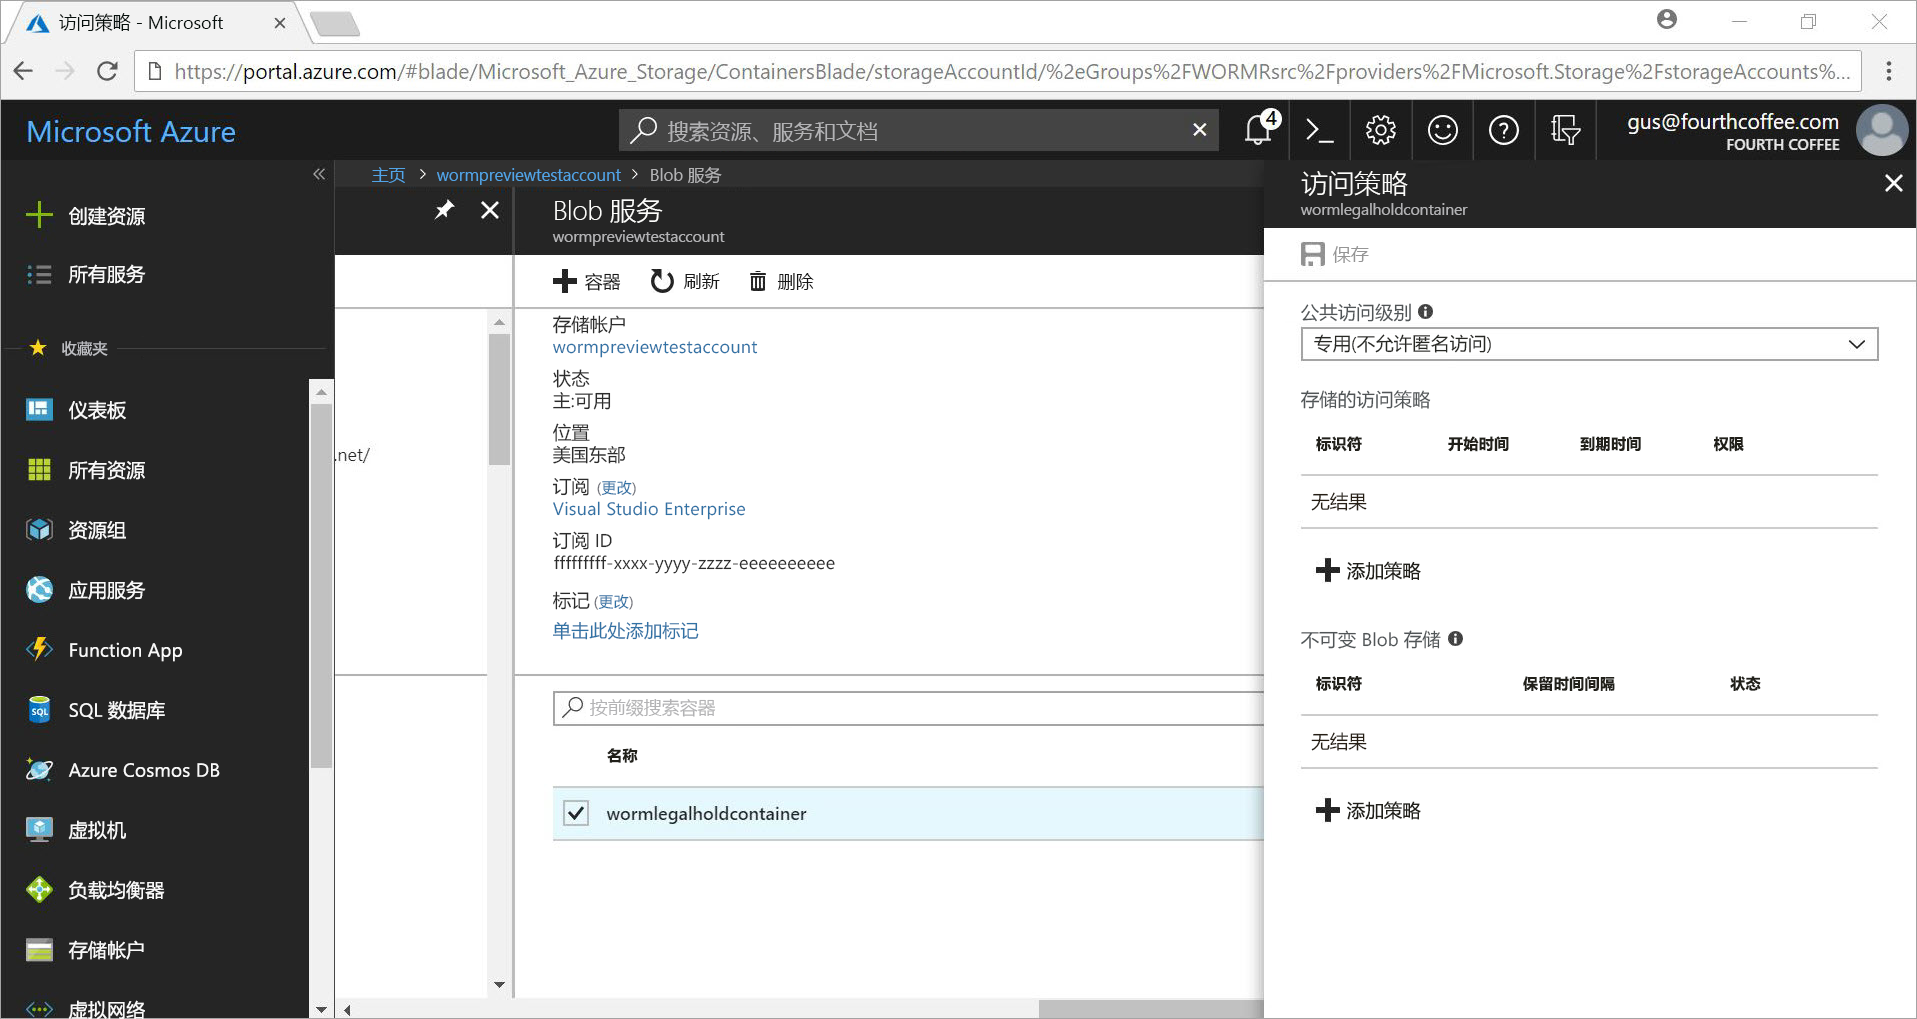 访问策略 - Microsoft
https://portal.azure.com/#blade/Microsoft_Azure_Storage/ContainersBlade/storageAccountId/%2eGroups%2FWORMRsrc%2Fproviders%2FMicrosoft.Storage%2FstorageAccounts%...
Microsoft Azure
搜索资源、服务和文档
4
gus@fourthcoffee.com
FOURTH COFFEE
创建资源
所有服务
收藏夹
仪表板
所有资源
资源组
应用服务
Function App
SQL
SQL 数据库
Azure Cosmos DB
虚拟机
负载均衡器
存储帐户
虚拟网络
主页 > wormpreviewtestaccount > Blob 服务
.net/
Blob 服务
wormpreviewtestaccount
容器
刷新
删除
存储帐户
wormpreviewtestaccount
状态
主:可用
位置
美国东部
订阅 (更改)
Visual Studio Enterprise
订阅 ID
fffffffff-xxxx-yyyy-zzzz-eeeeeeeeee
标记 (更改)
单击此处添加标记
按前缀搜索容器
名称
wormlegalholdcontainer
访问策略
wormlegalholdcontainer
保存
公共访问级别
专用(不允许匿名访问)
存储的访问策略
标识符 开始时间 到期时间 权限
无结果
添加策略
不可变 Blob 存储
标识符 保留时间间隔 状态
无结果
添加策略